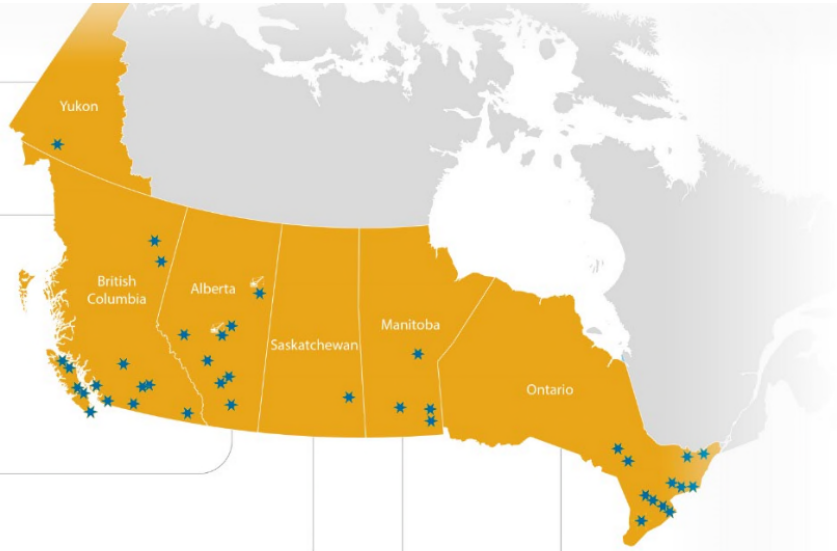 Yukon
British
Columbia
Alberta
Saskatchewan
Manitoba
Ontario